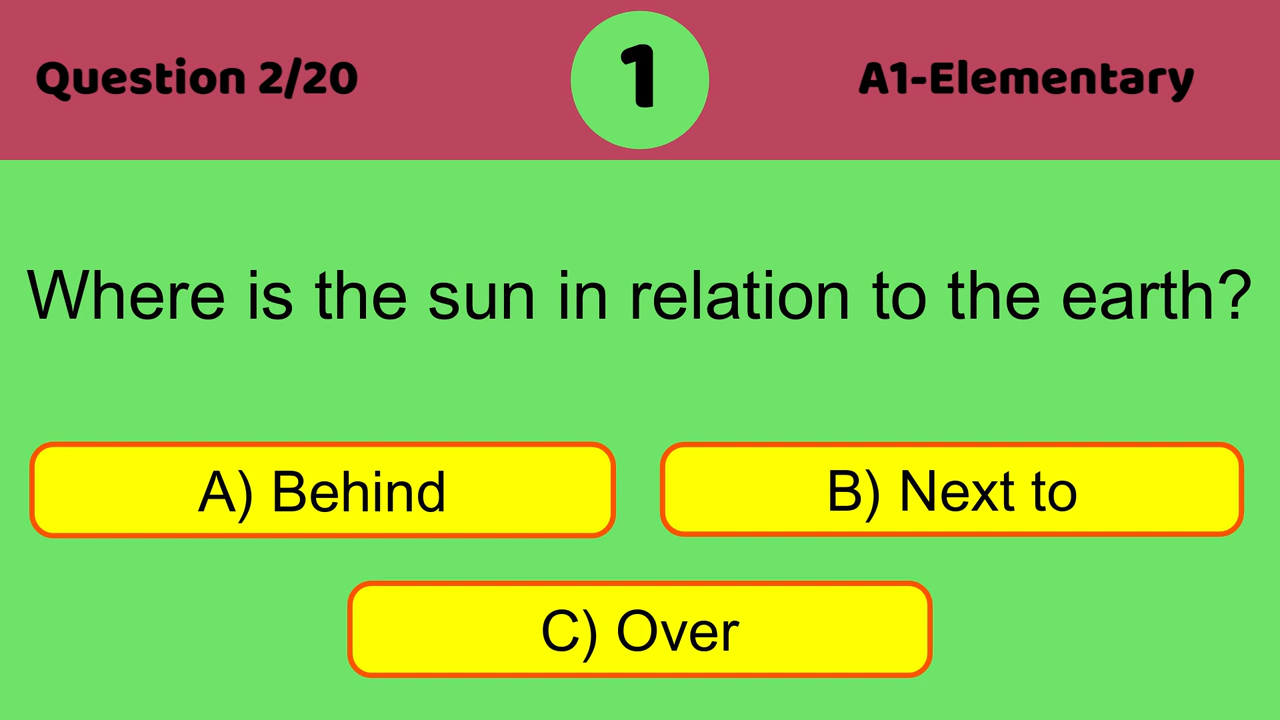 Question 2/20
1
A1-Elementary
Where is the sun in relation to the earth?
A) Behind
B) Next to
C) Over